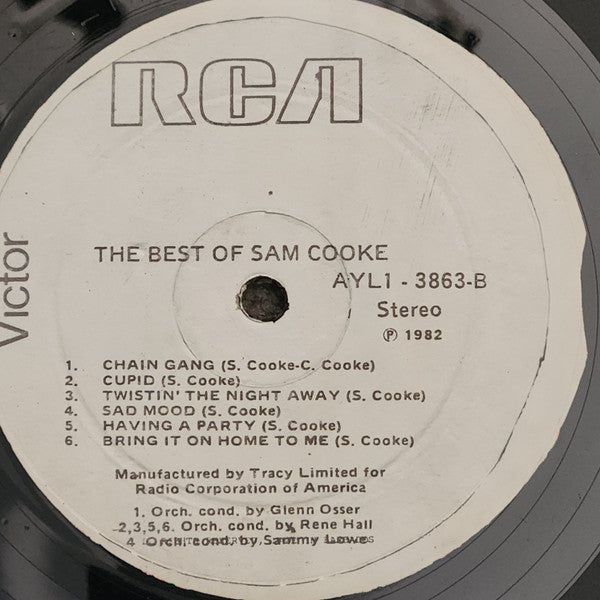 RCA
Victor
THE BEST OF SAM COOKE
AYL1 - 3863-B
Stereo
℗ 1982
1. CHAIN GANG (S. Cooke-C. Cooke)
2. CUPID (S. Cooke)
3. TWISTIN' THE NIGHT AWAY (S. Cooke)
4. SAD MOOD (S. Cooke)
5. HAVING A PARTY (S. Cooke)
6. BRING IT ON HOME TO ME (S. Cooke)
Manufactured by Tracy Limited for
Radio Corporation of America
1. Orch. cond. by Glenn Osser
2,3,5,6. Orch. cond. by Rene Hall
4 Orch. cond. by Sammy Lowe